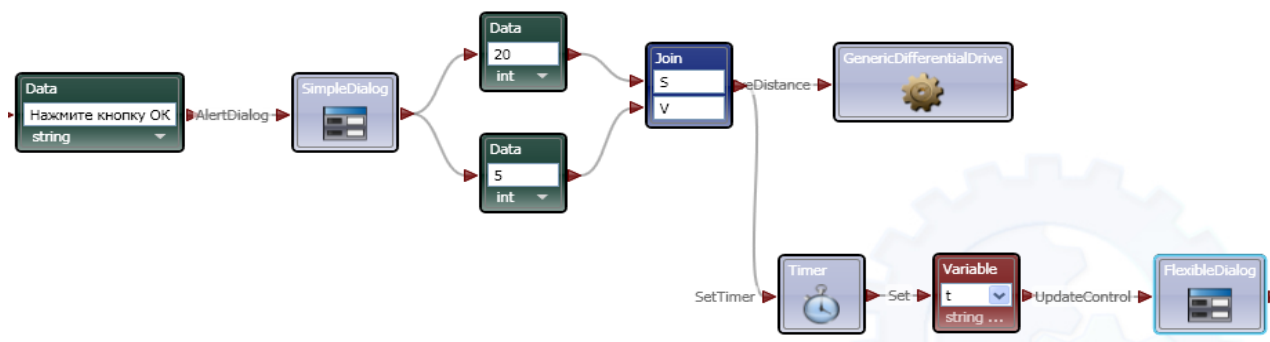 Data
Нажмите кнопку ОК
string
AlertDialog
SimpleDialog
Data
20
int
Data
5
int
Join
S
V
eDistance
GenericDifferentialDrive
SetTimer
Timer
Set
Variable
t
string ...
UpdateControl
FlexibleDialog